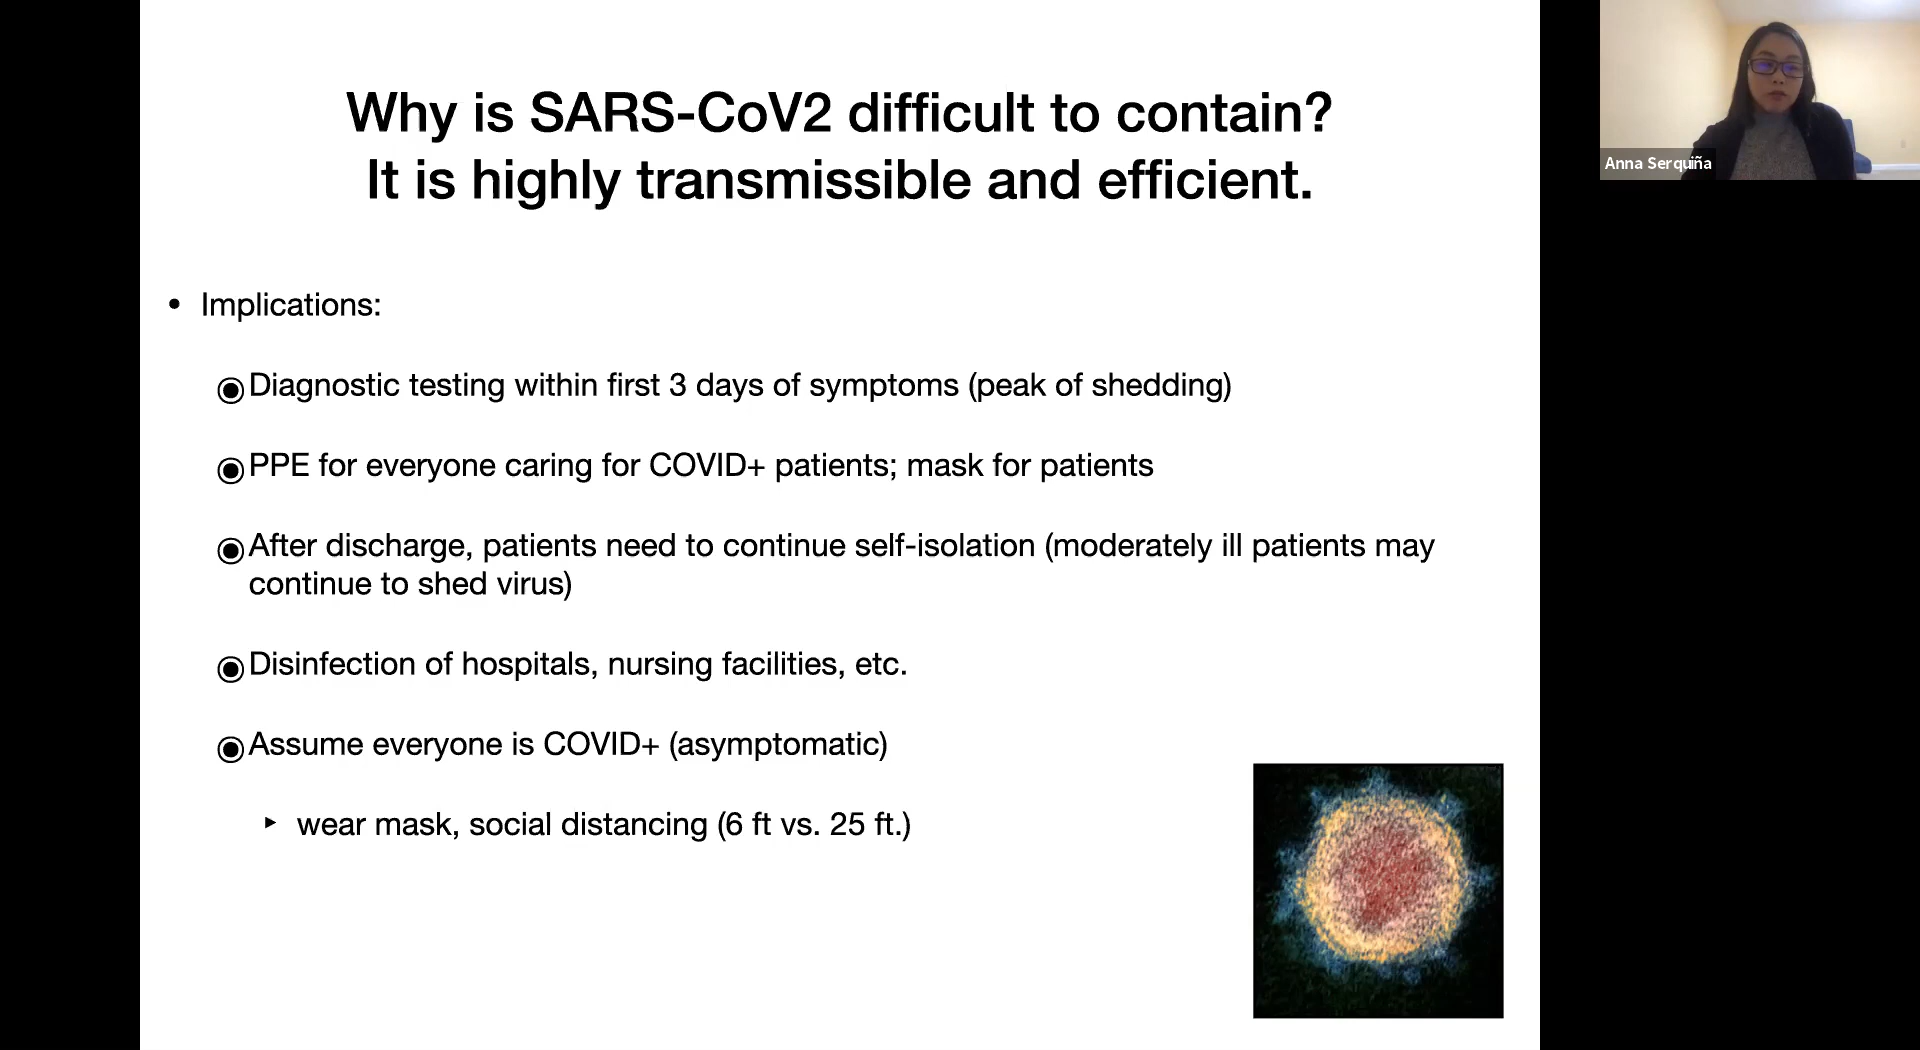 Why is SARS-CoV2 difficult to contain?
It is highly transmissible and efficient.
Anna Serquiña
• Implications:
◉ Diagnostic testing within first 3 days of symptoms (peak of shedding)
◉ PPE for everyone caring for COVID+ patients; mask for patients
◉ After discharge, patients need to continue self-isolation (moderately ill patients may
continue to shed virus)
◉ Disinfection of hospitals, nursing facilities, etc.
◉ Assume everyone is COVID+ (asymptomatic)
‣ wear mask, social distancing (6 ft vs. 25 ft.)